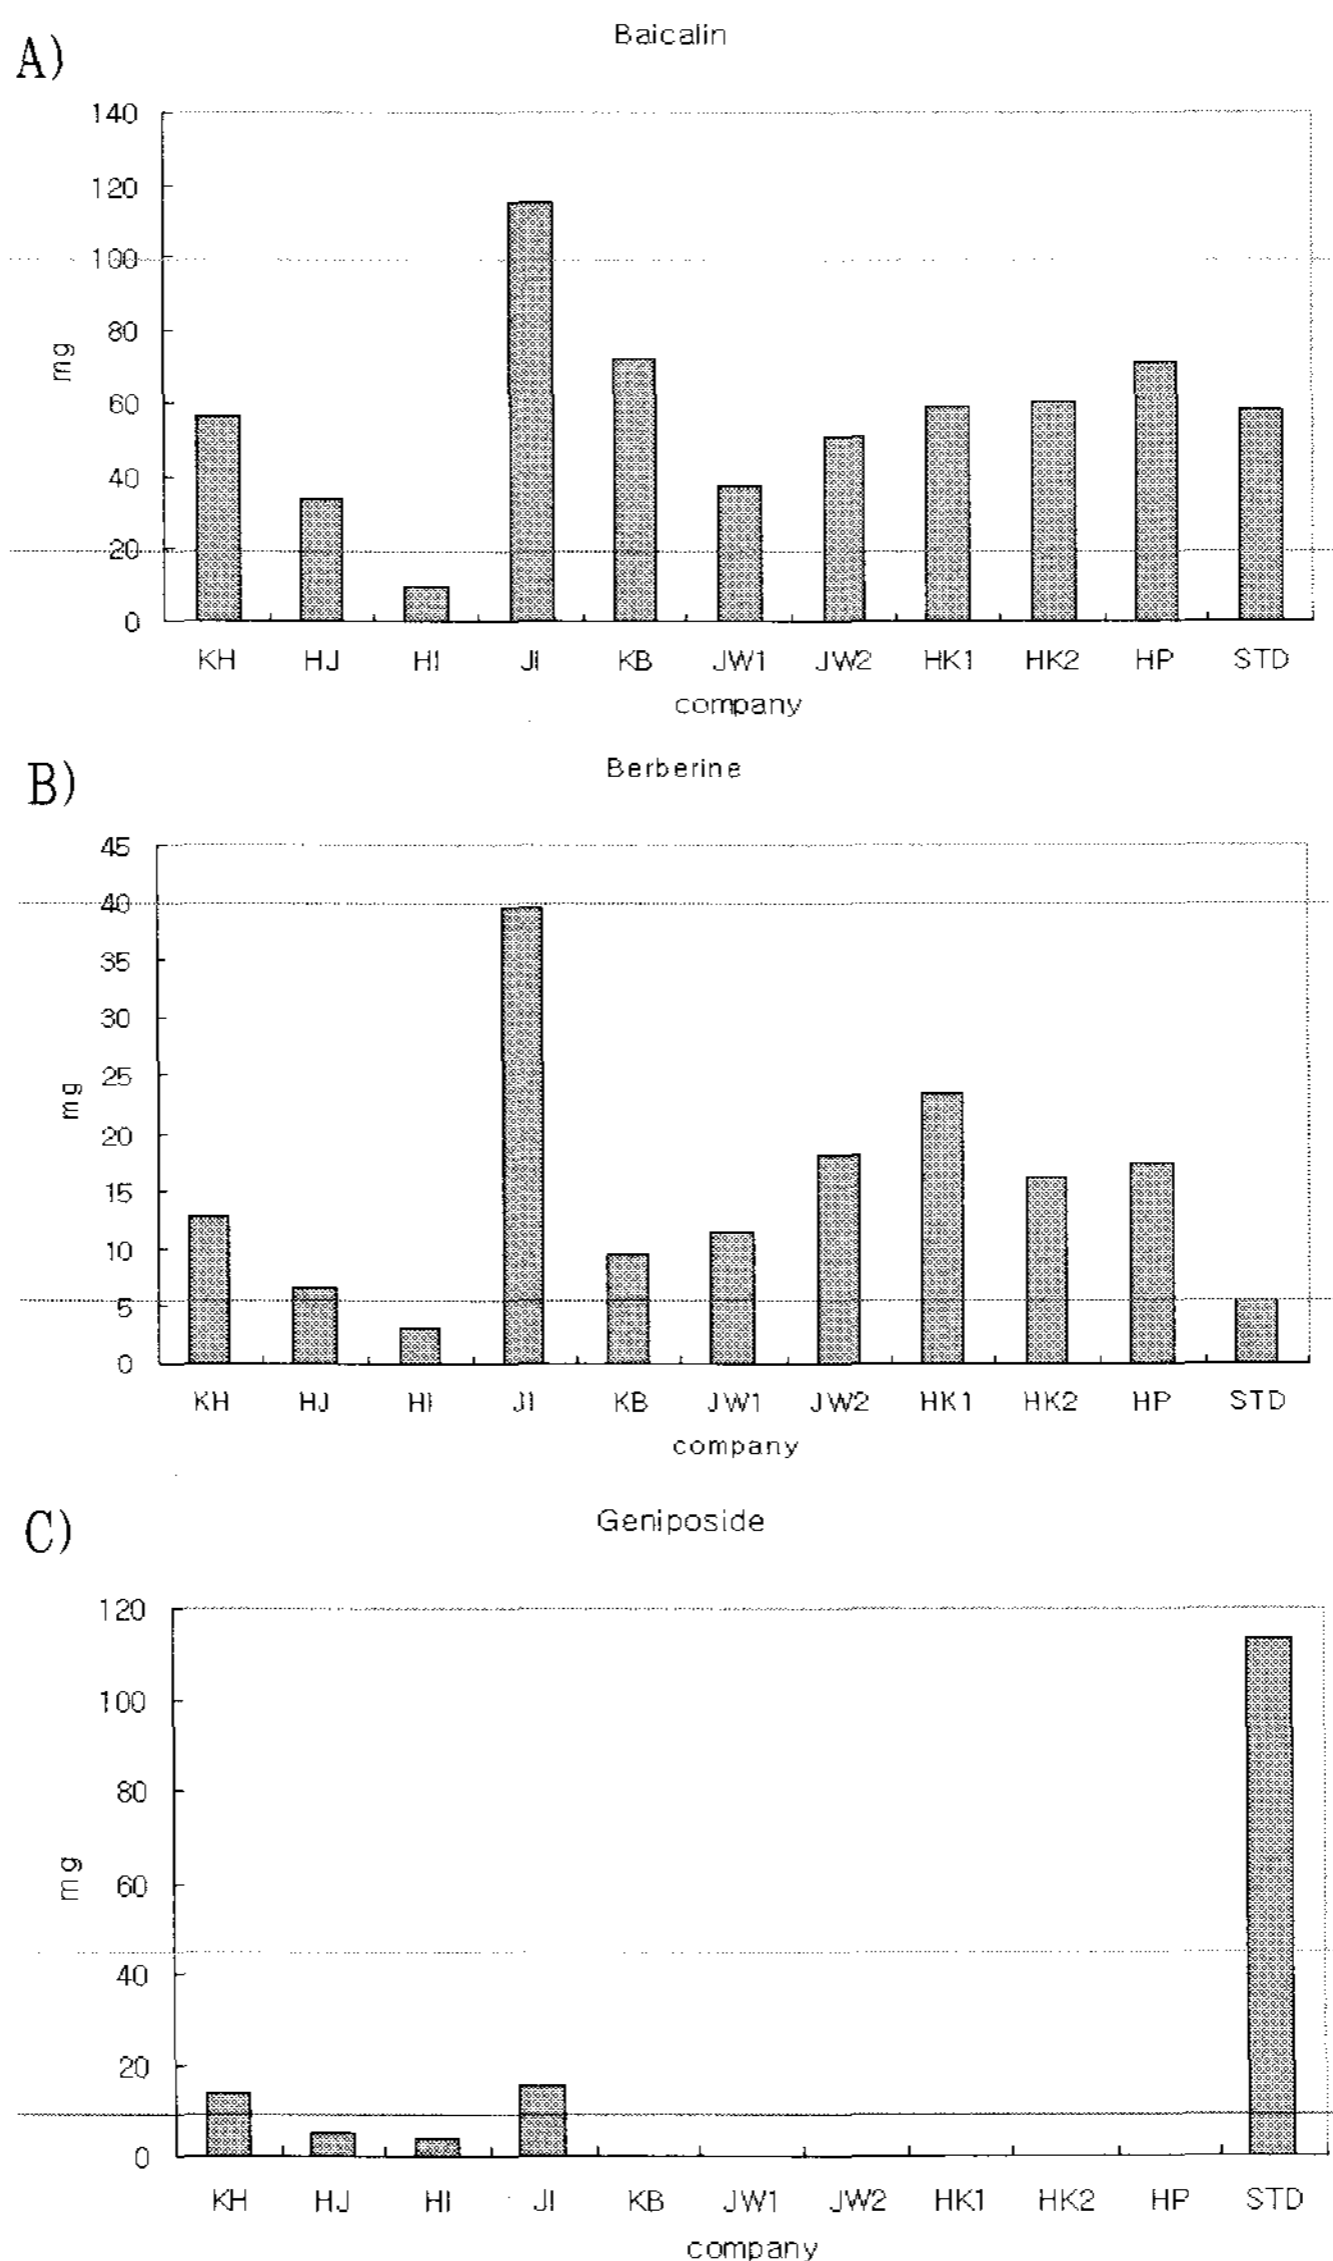 A)
Baicalin
140
120
100
80
60
40
20
0
mg
KH HJ HI JI KB JW1 JW2 HK1 HK2 HP STD
company
B)
Berberine
45
40
35
30
25
20
15
10
5
0
mg
KH HJ HI JI KB JW1 JW2 HK1 HK2 HP STD
company
C)
Geniposide
120
100
80
60
40
20
0
mg
KH HJ HI JI KB JW1 JW2 HK1 HK2 HP STD
company